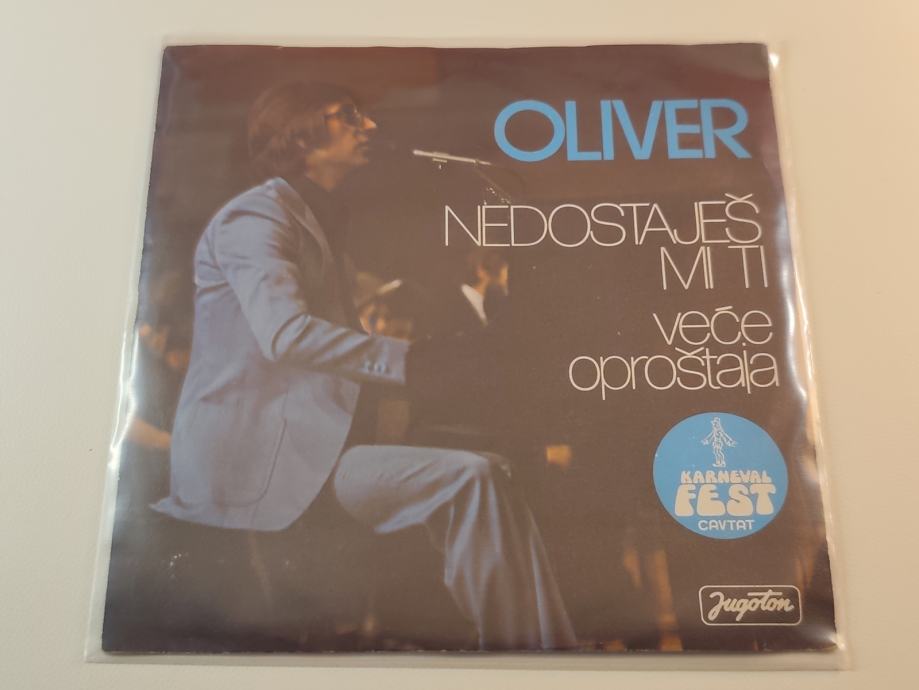 OLIVER
NEDOSTAJEŠ
MI TI
veće
oproštaja
KARNEVAL
FEST
CAVTAT
Jugoton